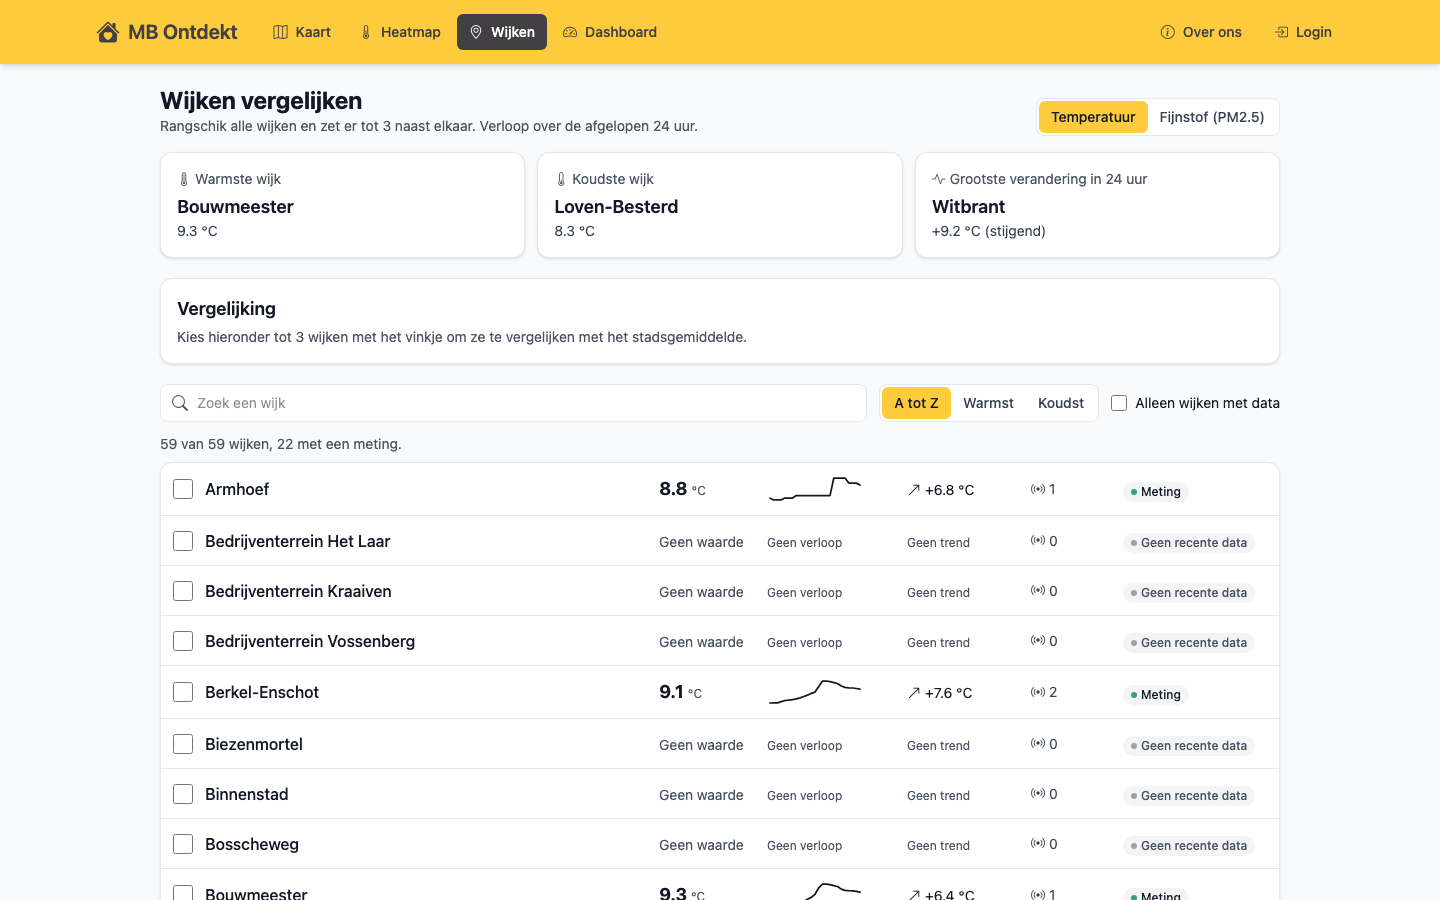 MB Ontdekt
Kaart
Heatmap
Wijken
Dashboard
Over ons
Login
Wijken vergelijken
Rangschik alle wijken en zet er tot 3 naast elkaar. Verloop over de afgelopen 24 uur.
Temperatuur
Fijnstof (PM2.5)
Warmste wijk
Bouwmeester
9.3 °C
Koudste wijk
Loven-Besterd
8.3 °C
Grootste verandering in 24 uur
Witbrant
+9.2 °C (stijgend)
Vergelijking
Kies hieronder tot 3 wijken met het vinkje om ze te vergelijken met het stadsgemiddelde.
Zoek een wijk
A tot Z
Warmst
Koudst
Alleen wijken met data
59 van 59 wijken, 22 met een meting.
Armhoef 8.8 °C +6.8 °C 1 Meting
Bedrijventerrein Het Laar Geen waarde Geen verloop Geen trend 0 Geen recente data
Bedrijventerrein Kraaiven Geen waarde Geen verloop Geen trend 0 Geen recente data
Bedrijventerrein Vossenberg Geen waarde Geen verloop Geen trend 0 Geen recente data
Berkel-Enschot 9.1 °C +7.6 °C 2 Meting
Biezenmortel Geen waarde Geen verloop Geen trend 0 Geen recente data
Binnenstad Geen waarde Geen verloop Geen trend 0 Geen recente data
Bosscheweg Geen waarde Geen verloop Geen trend 0 Geen recente data
Bouwmeester 9.3 °C +6.4 °C 1 Meting